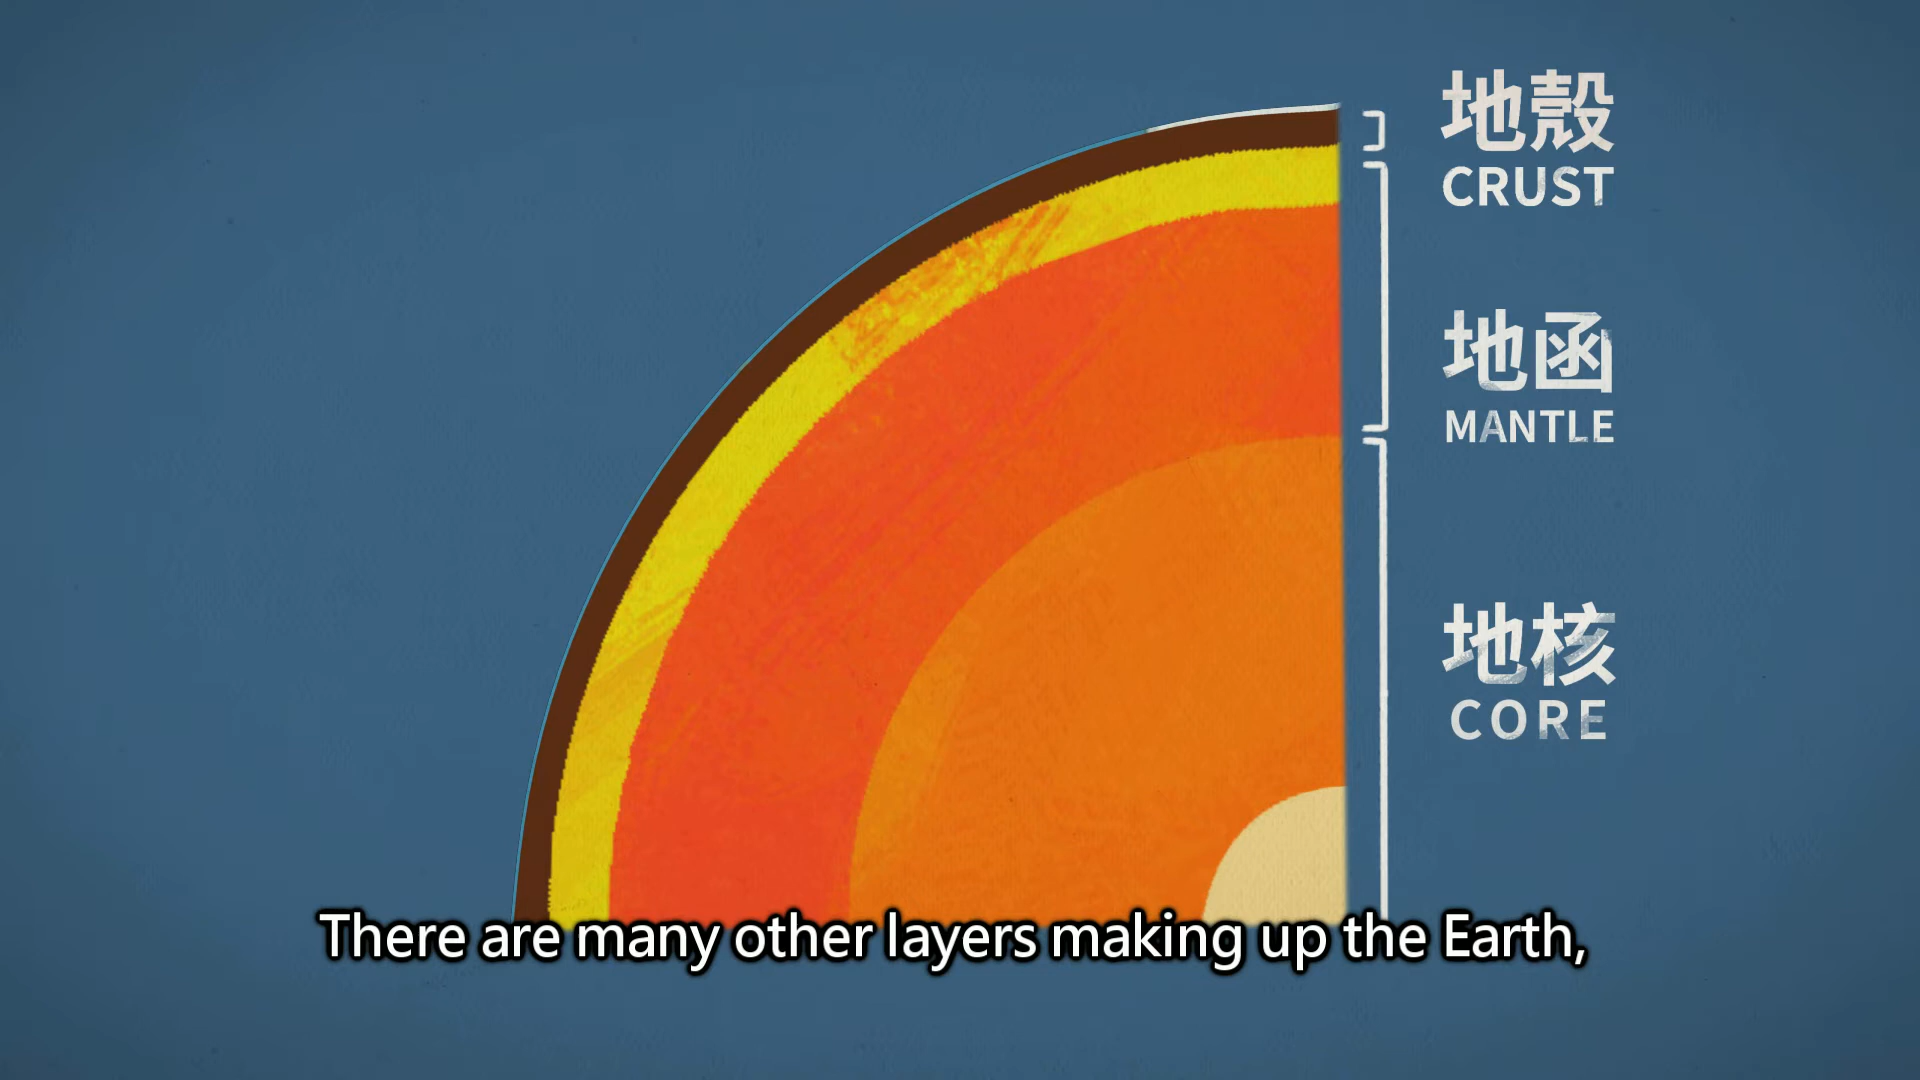 地殼
CRUST
地函
MANTLE
地核
CORE
There are many other layers making up the Earth,